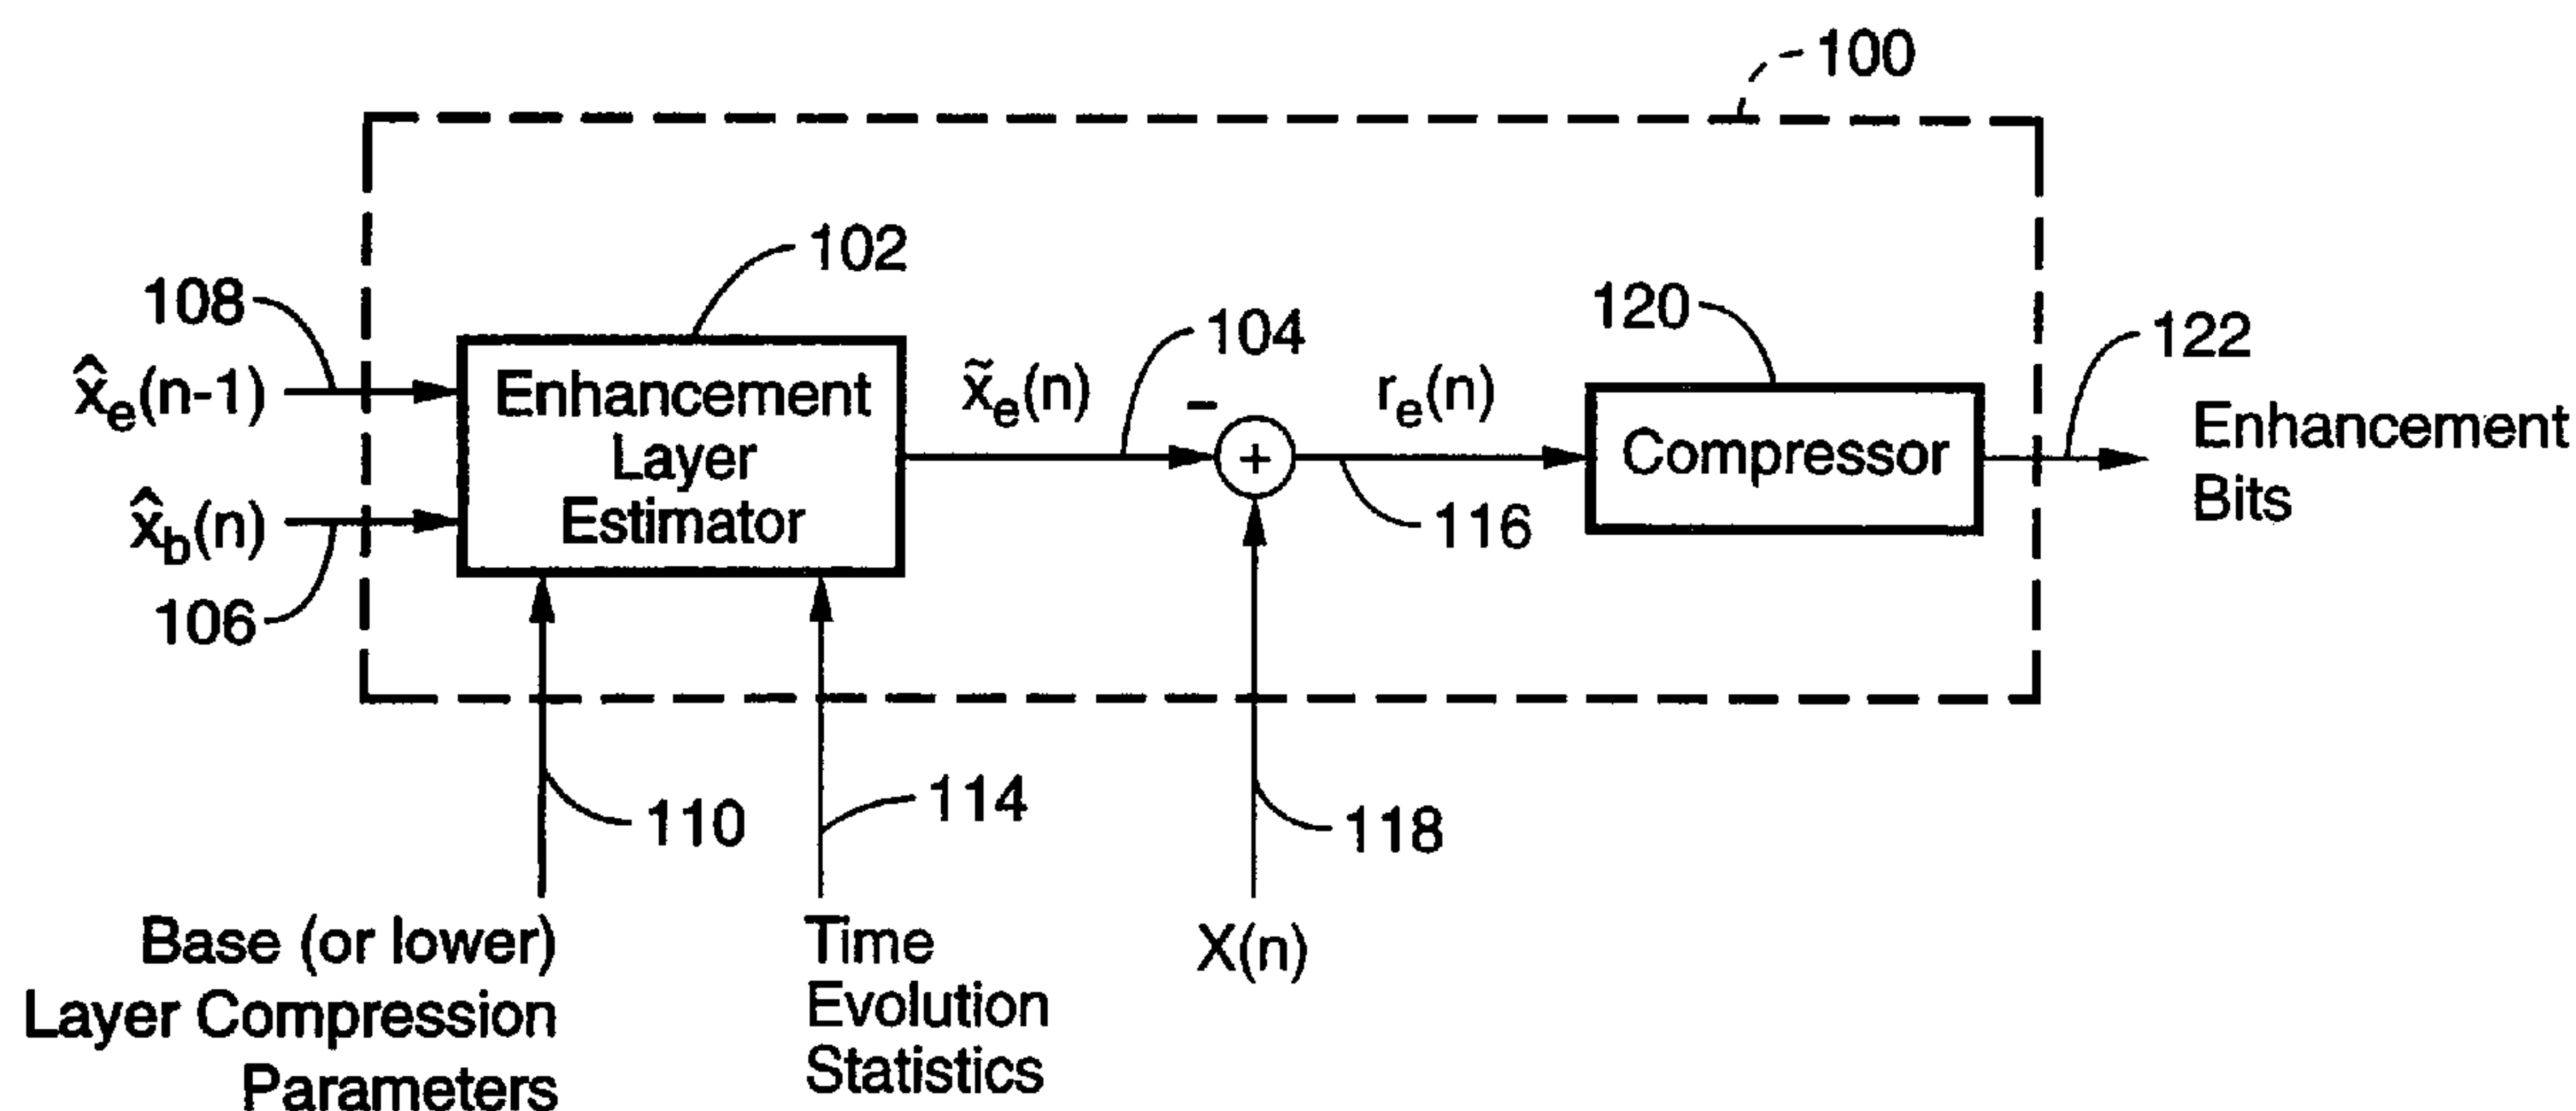 100
102
108
104
120
122
x̂e(n-1)
Enhancement
Layer
Estimator
x̃e(n)
-
+
re(n)
Compressor
Enhancement
Bits
x̂b(n)
106
116
110
114
118
Base (or lower)
Layer Compression
Parameters
Time
Evolution
Statistics
X(n)